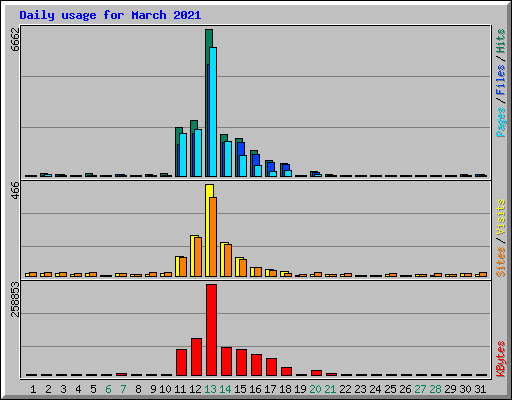 Daily usage for March 2021
6662
Pages / Files / Hits
466
Sites / Visits
258853
KBytes
1 2 3 4 5 6 7 8 9 10 11 12 13 14 15 16 17 18 19 20 21 22 23 24 25 26 27 28 29 30 31